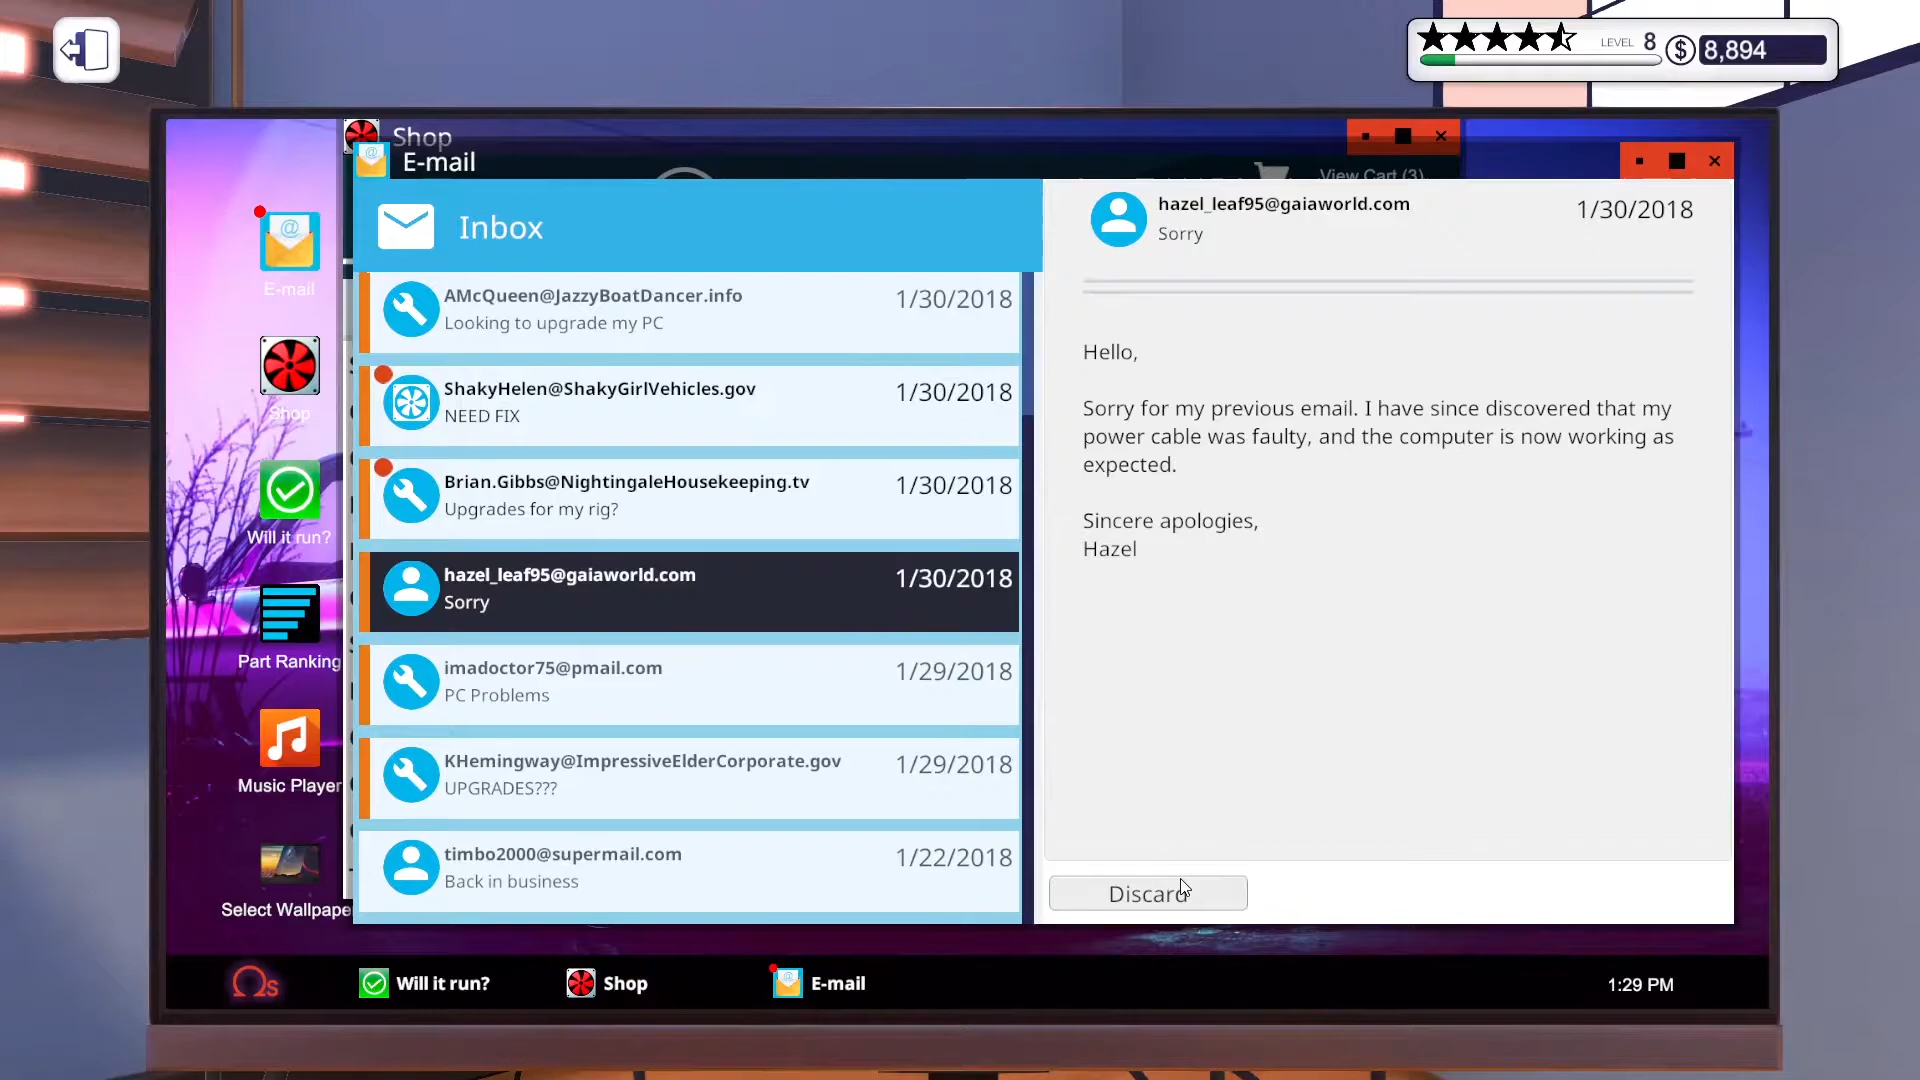 LEVEL 8
$ 8,894
Shop
E-mail
View Cart (3)
Inbox
AMcQueen@JazzyBoatDancer.info
1/30/2018
Looking to upgrade my PC
ShakyHelen@ShakyGirlVehicles.gov
1/30/2018
NEED FIX
Brian.Gibbs@NightingaleHousekeeping.tv
1/30/2018
Upgrades for my rig?
hazel_leaf95@gaiaworld.com
1/30/2018
Sorry
imadoctor75@pmail.com
1/29/2018
PC Problems
KHemingway@ImpressiveElderCorporate.gov
1/29/2018
UPGRADES???
timbo2000@supermail.com
1/22/2018
Back in business
hazel_leaf95@gaiaworld.com
1/30/2018
Sorry
Hello,
Sorry for my previous email. I have since discovered that my
power cable was faulty, and the computer is now working as
expected.
Sincere apologies,
Hazel
Discard
E-mail
Shop
Will it run?
Part Ranking
Music Player
Select Wallpape
Ωs
Will it run?
Shop
E-mail
1:29 PM